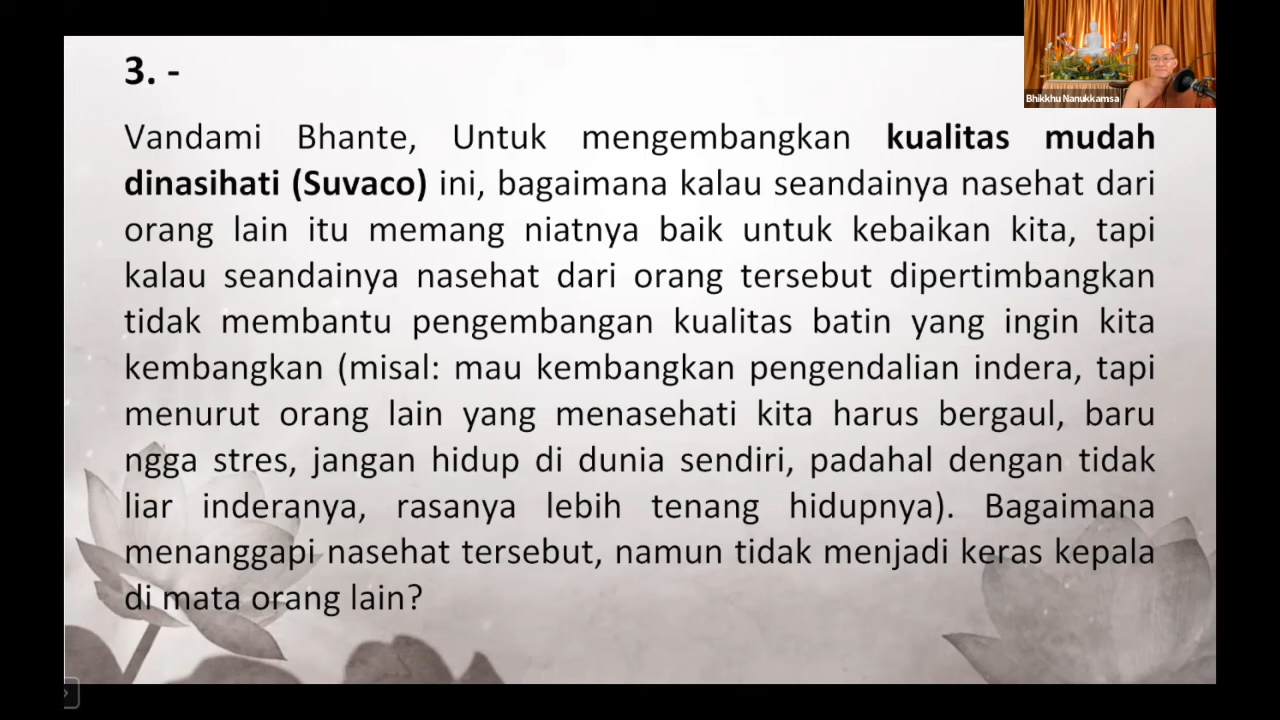 3. -
Bhikkhu Nanukkamsa
Vandami Bhante, Untuk mengembangkan kualitas mudah
dinasihati (Suvaco) ini, bagaimana kalau seandainya nasehat dari
orang lain itu memang niatnya baik untuk kebaikan kita, tapi
kalau seandainya nasehat dari orang tersebut dipertimbangkan
tidak membantu pengembangan kualitas batin yang ingin kita
kembangkan (misal: mau kembangkan pengendalian indera, tapi
menurut orang lain yang menasehati kita harus bergaul, baru
ngga stres, jangan hidup di dunia sendiri, padahal dengan tidak
liar inderanya, rasanya lebih tenang hidupnya). Bagaimana
menanggapi nasehat tersebut, namun tidak menjadi keras kepala
di mata orang lain?